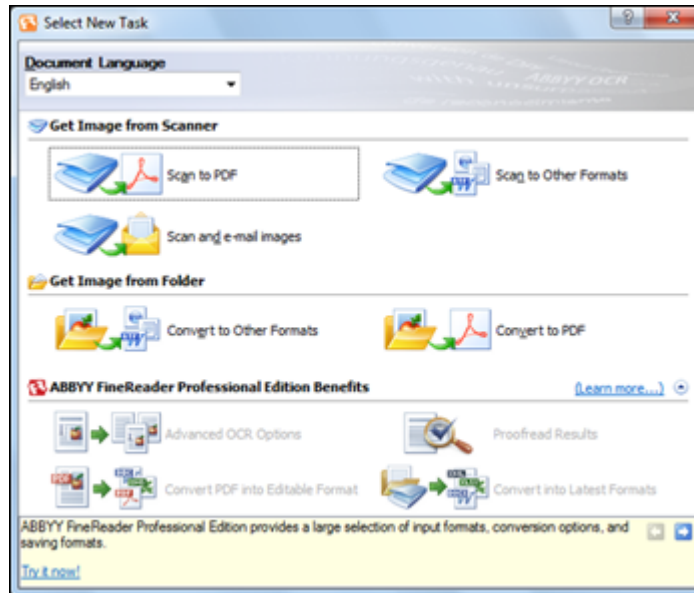 Select New Task
Document Language
English
ABBYY OCR
Get Image from Scanner
Scan to PDF
Scan to Other Formats
Scan and e-mail images
Get Image from Folder
Convert to Other Formats
Convert to PDF
ABBYY FineReader Professional Edition Benefits
(Learn more...)
Advanced OCR Options
Proofread Results
Convert PDF into Editable Format
Convert into Latest Formats
ABBYY FineReader Professional Edition provides a large selection of input formats, conversion options, and
saving formats.
Try it now!